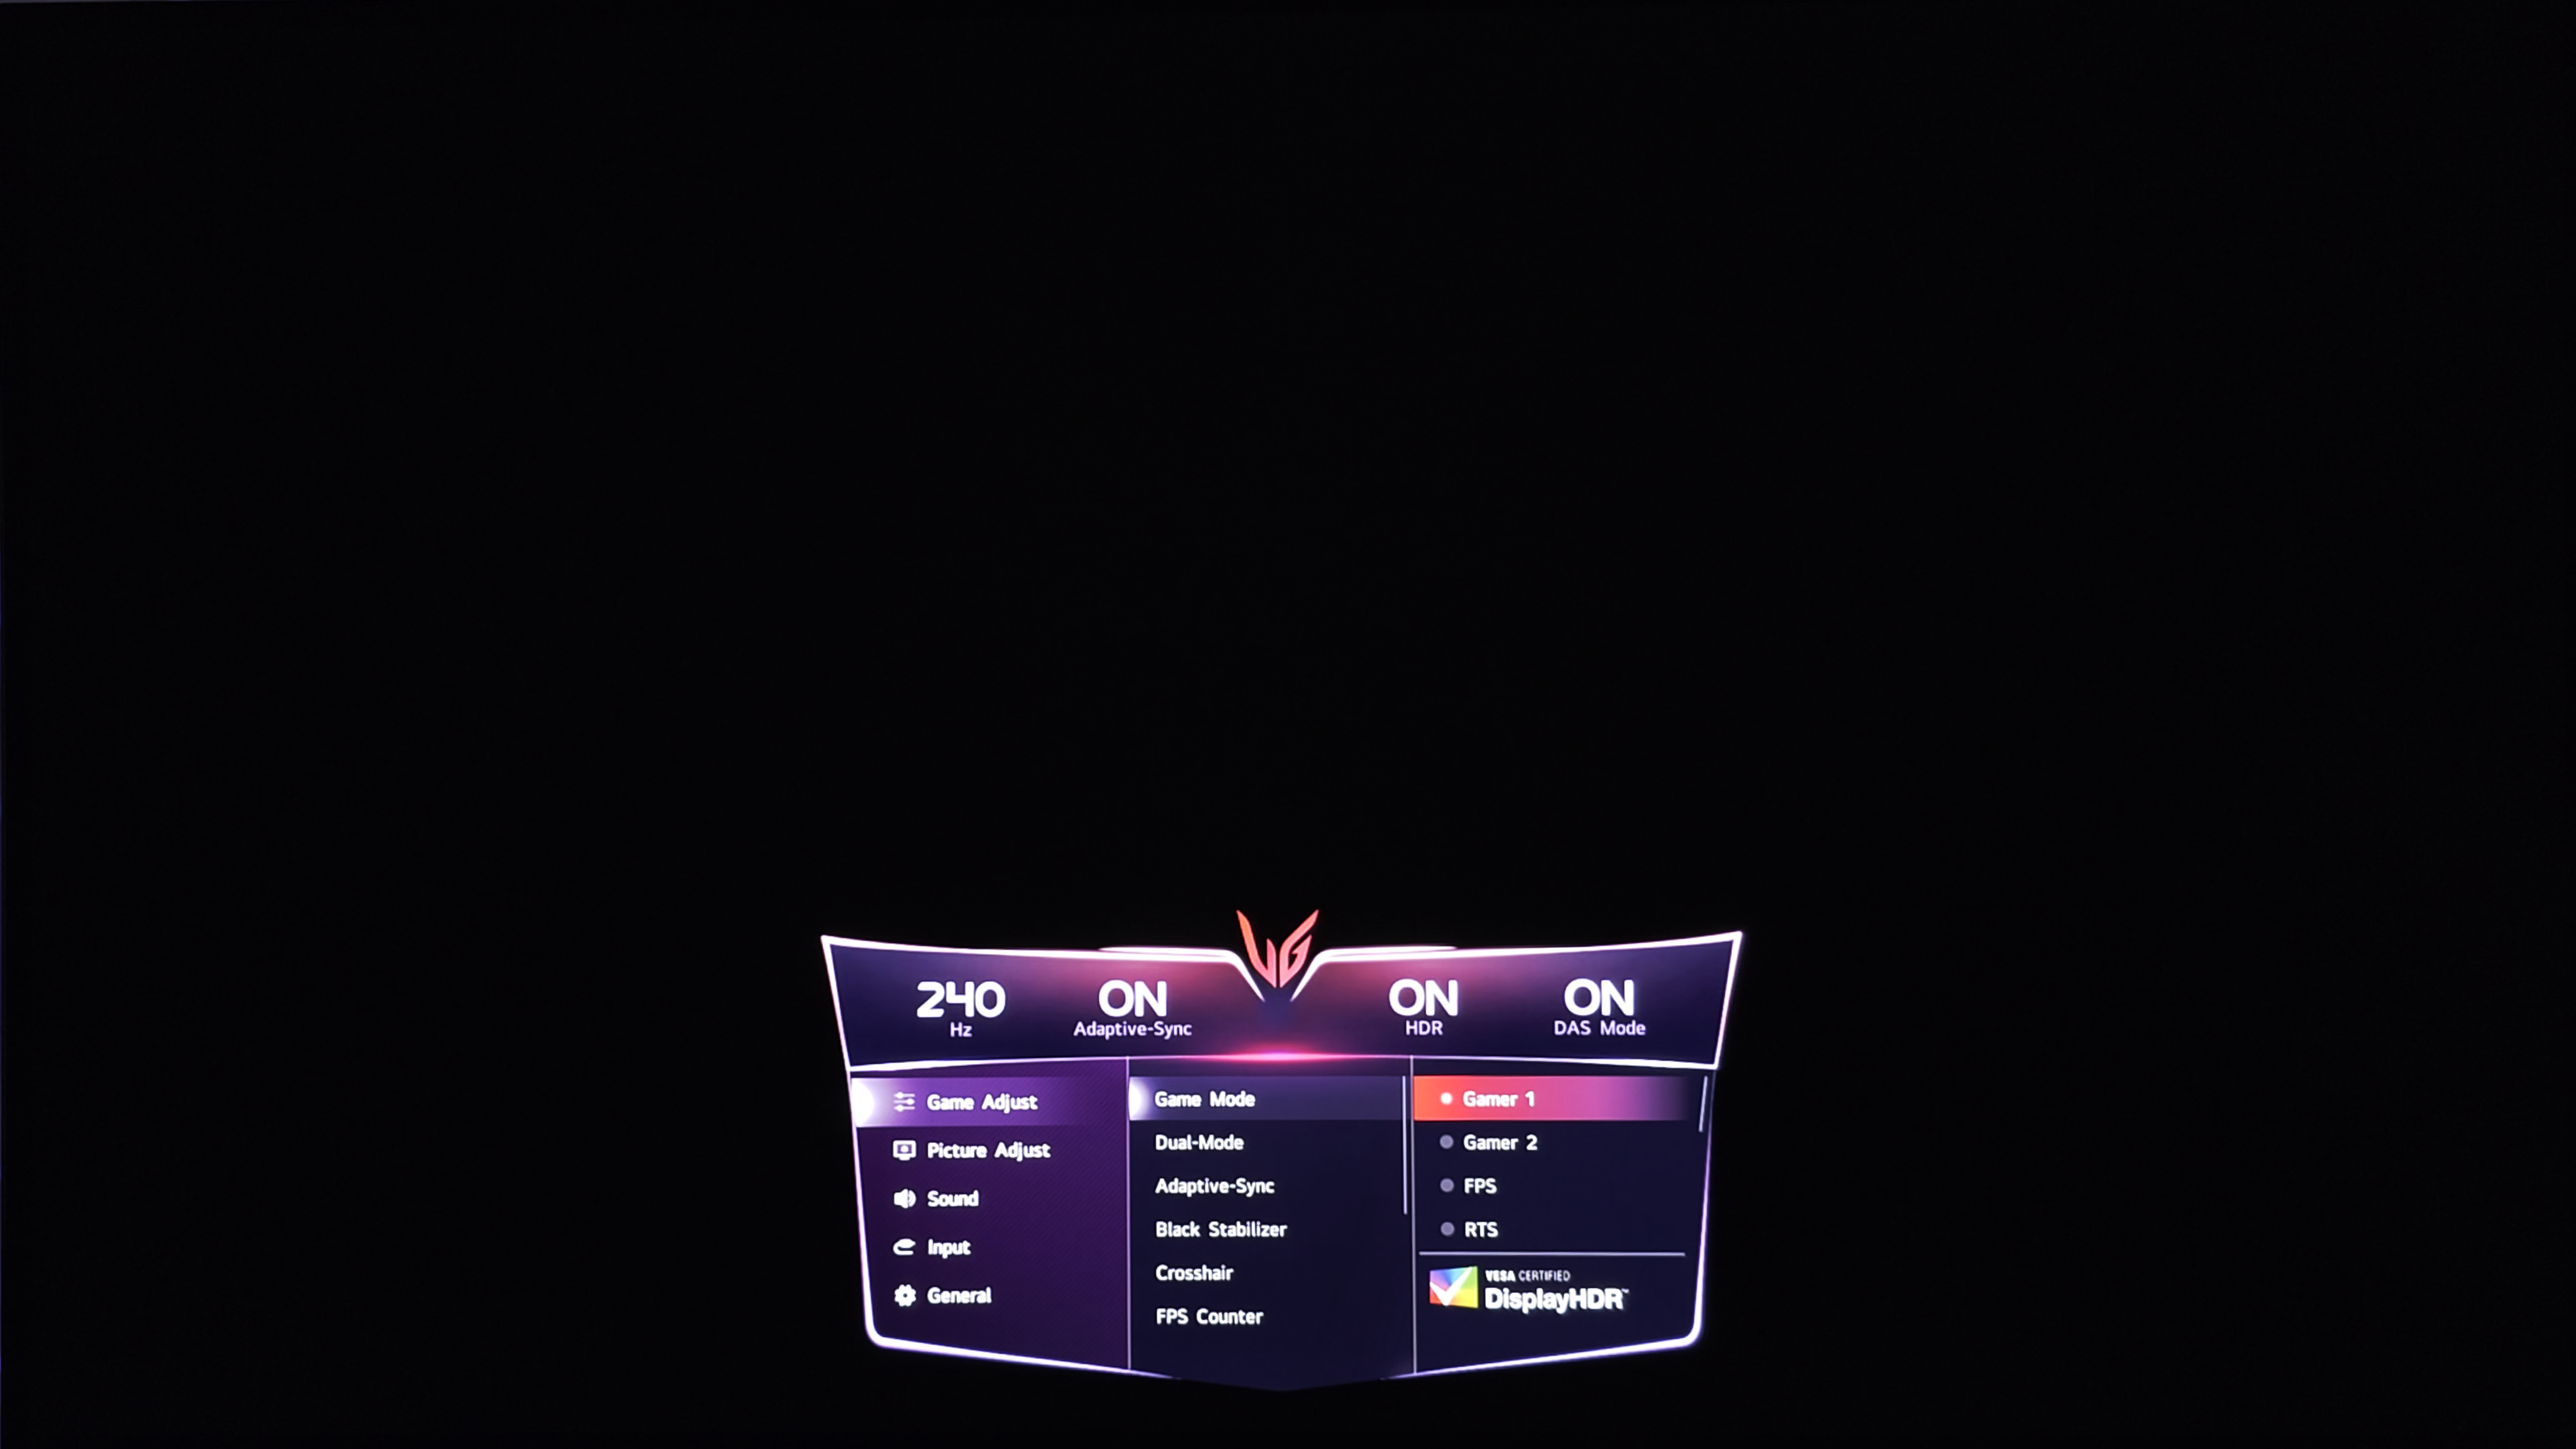 240 ON ON ON
Hz Adaptive-Sync HDR DAS Mode
Game Adjust
Picture Adjust
Sound
Input
General
Game Mode
Dual-Mode
Adaptive-Sync
Black Stabilizer
Crosshair
FPS Counter
Gamer 1
Gamer 2
FPS
RTS
VESA CERTIFIED
DisplayHDR™